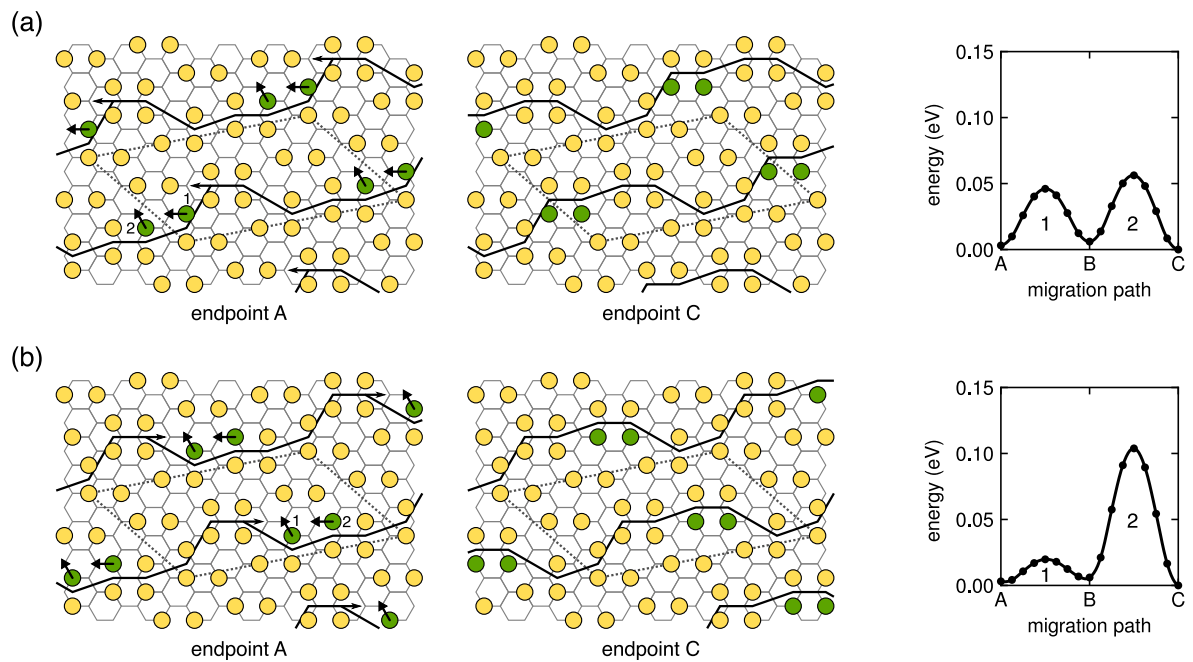 (a)
1
2
endpoint A
endpoint C
0.15
0.10
0.05
0.00
energy (eV)
1
2
A
B
C
migration path
(b)
1
2
endpoint A
endpoint C
0.15
0.10
0.05
0.00
energy (eV)
1
2
A
B
C
migration path